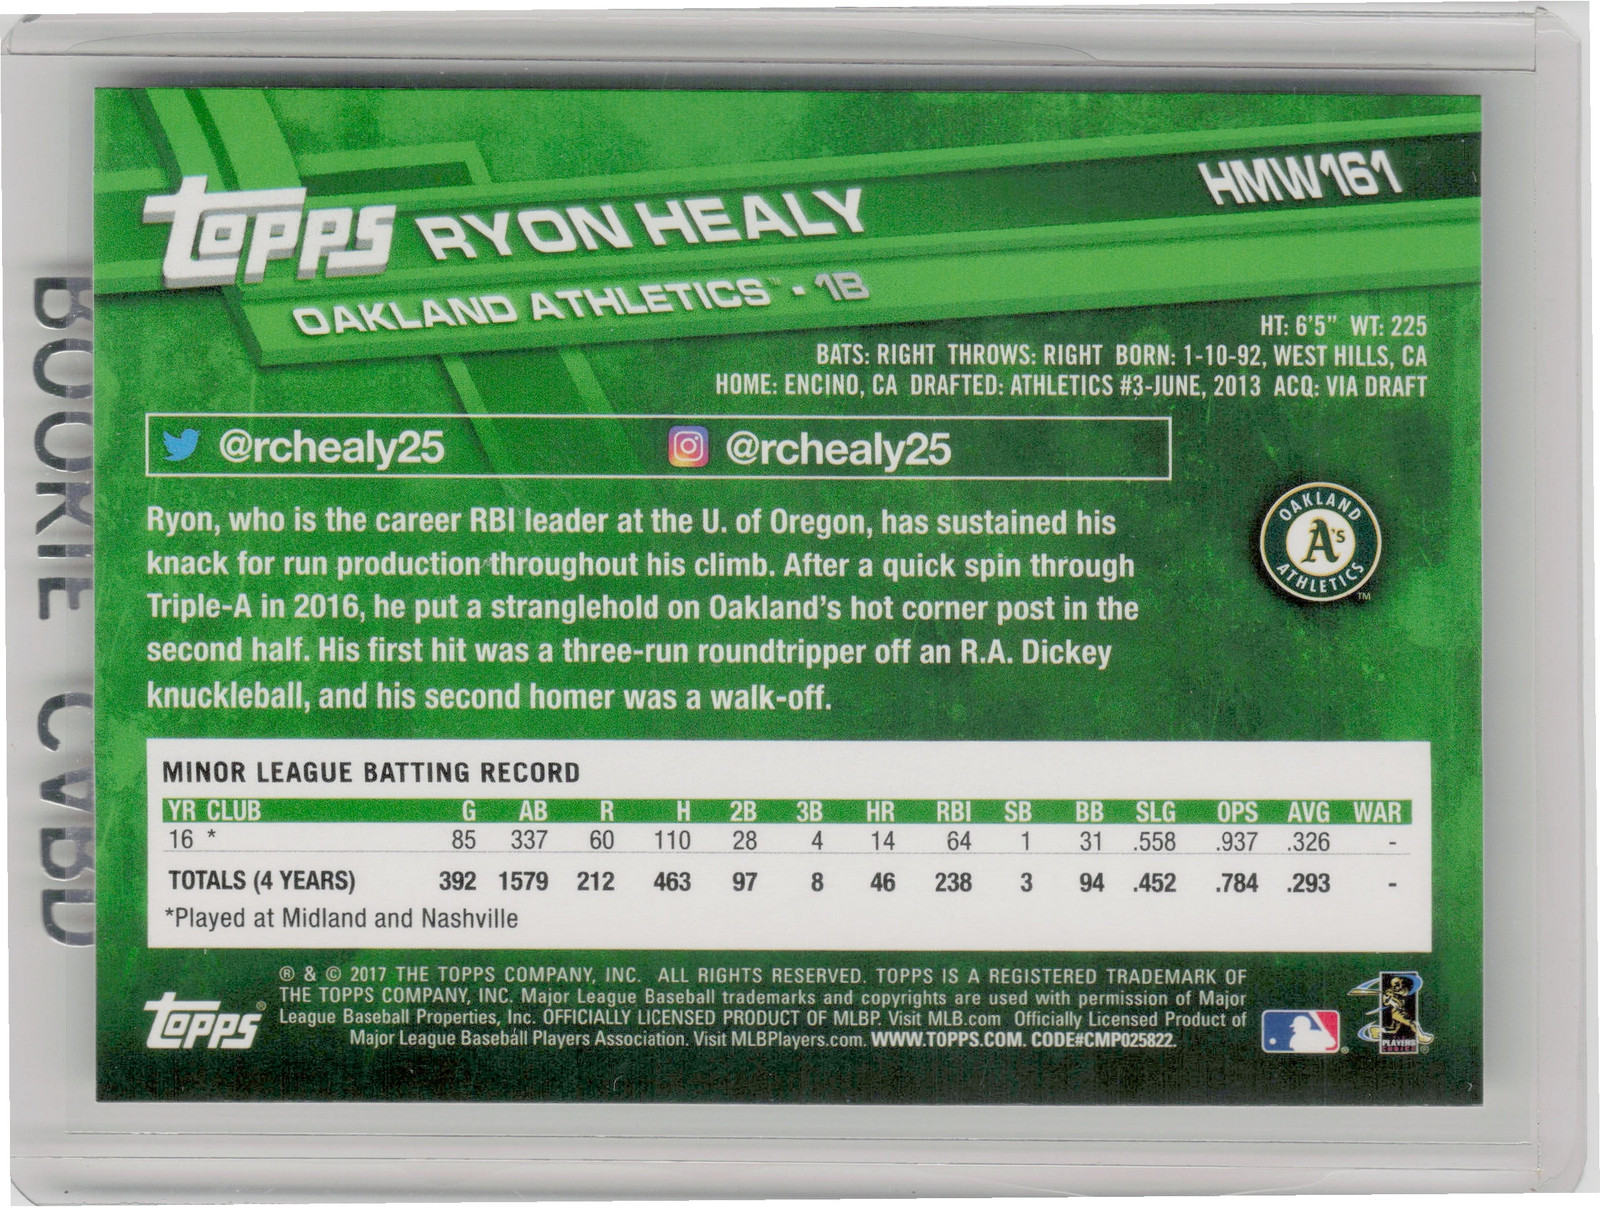 HMW161
Topps RYON HEALY
OAKLAND ATHLETICS™ - 1B
HT: 6'5" WT: 225
BATS: RIGHT THROWS: RIGHT BORN: 1-10-92, WEST HILLS, CA
HOME: ENCINO, CA DRAFTED: ATHLETICS #3-JUNE, 2013 ACQ: VIA DRAFT
@rchealy25 @rchealy25
Ryon, who is the career RBI leader at the U. of Oregon, has sustained his
knack for run production throughout his climb. After a quick spin through
Triple-A in 2016, he put a stranglehold on Oakland's hot corner post in the
second half. His first hit was a three-run roundtripper off an R.A. Dickey
knuckleball, and his second homer was a walk-off.
OAKLAND
A's
ATHLETICS
TM
MINOR LEAGUE BATTING RECORD
YR CLUB G AB R H 2B 3B HR RBI SB BB SLG OPS AVG WAR
16 * 85 337 60 110 28 4 14 64 1 31 .558 .937 .326 -
TOTALS (4 YEARS) 392 1579 212 463 97 8 46 238 3 94 .452 .784 .293 -
*Played at Midland and Nashville
® & © 2017 THE TOPPS COMPANY, INC. ALL RIGHTS RESERVED. TOPPS IS A REGISTERED TRADEMARK OF
THE TOPPS COMPANY, INC. Major League Baseball trademarks and copyrights are used with permission of Major
League Baseball Properties, Inc. OFFICIALLY LICENSED PRODUCT OF MLBP. Visit MLB.com Officially Licensed Product of
Major League Baseball Players Association. Visit MLBPlayers.com. WWW.TOPPS.COM. CODE#CMP025822.
Topps®
PLAYERS
CHOICE
ROOKIE CARD